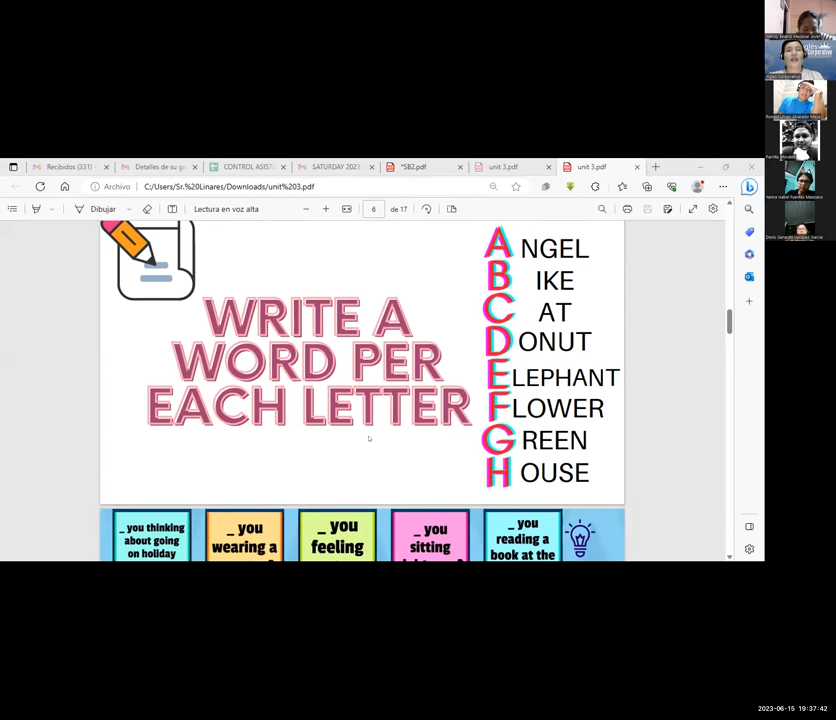 Recibidos (331) -
Detalles de su g
CONTROL ASIST
SATURDAY 2023
*SB2.pdf
unit 3.pdf
unit 3.pdf
Archivo
C:/Users/Sr.%20Linares/Downloads/unit%203.pdf
Dibujar
Lectura en voz alta
6
de 17
WRITE A
WORD PER
EACH LETTER
ANGEL
BIKE
CAT
DONUT
ELEPHANT
FLOWER
GREEN
HOUSE
_ you thinking
about going
on holiday
_ you
wearing a
_ you
feeling
_ you
sitting
_ you
reading a
book at the
2023-06-15 19:37:42